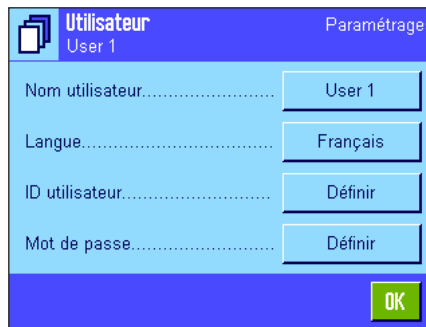 Utilisateur Paramétrage
User 1
Nom utilisateur........................ User 1
Langue................................... Français
ID utilisateur........................... Définir
Mot de passe.......................... Définir
OK